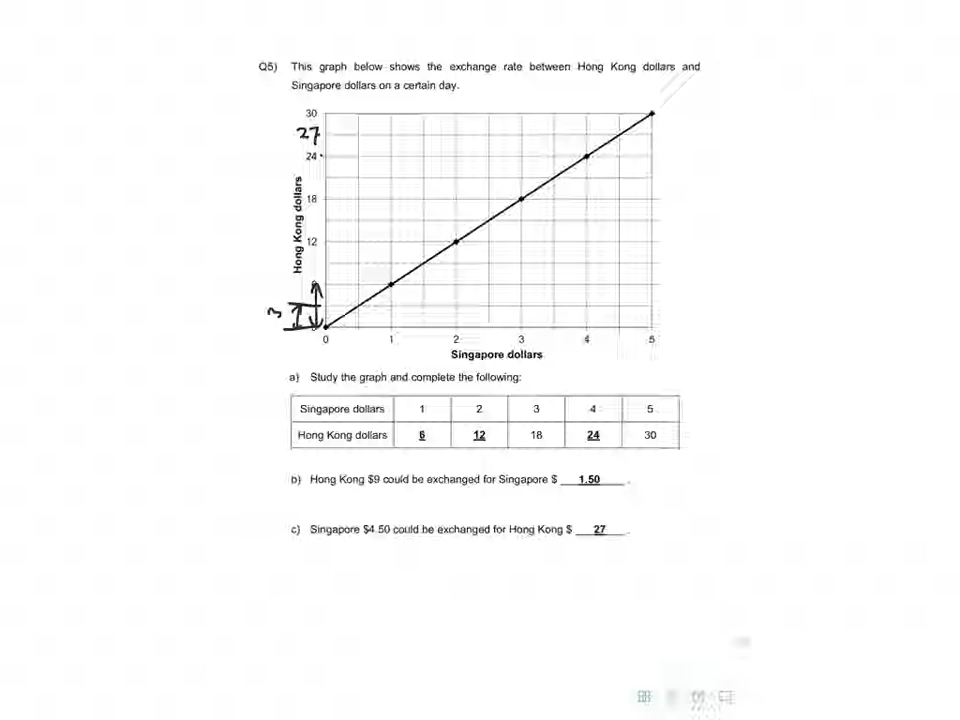 Q5) This graph below shows the exchange rate between Hong Kong dollars and
Singapore dollars on a certain day.
30
27
24
18
12
3
Hong Kong dollars
0 1 2 3 4 5
Singapore dollars
a) Study the graph and complete the following:
Singapore dollars 1 2 3 4 5
Hong Kong dollars 6 12 18 24 30
b) Hong Kong $9 could be exchanged for Singapore $ 1.50 .
c) Singapore $4.50 could be exchanged for Hong Kong $ 27 .